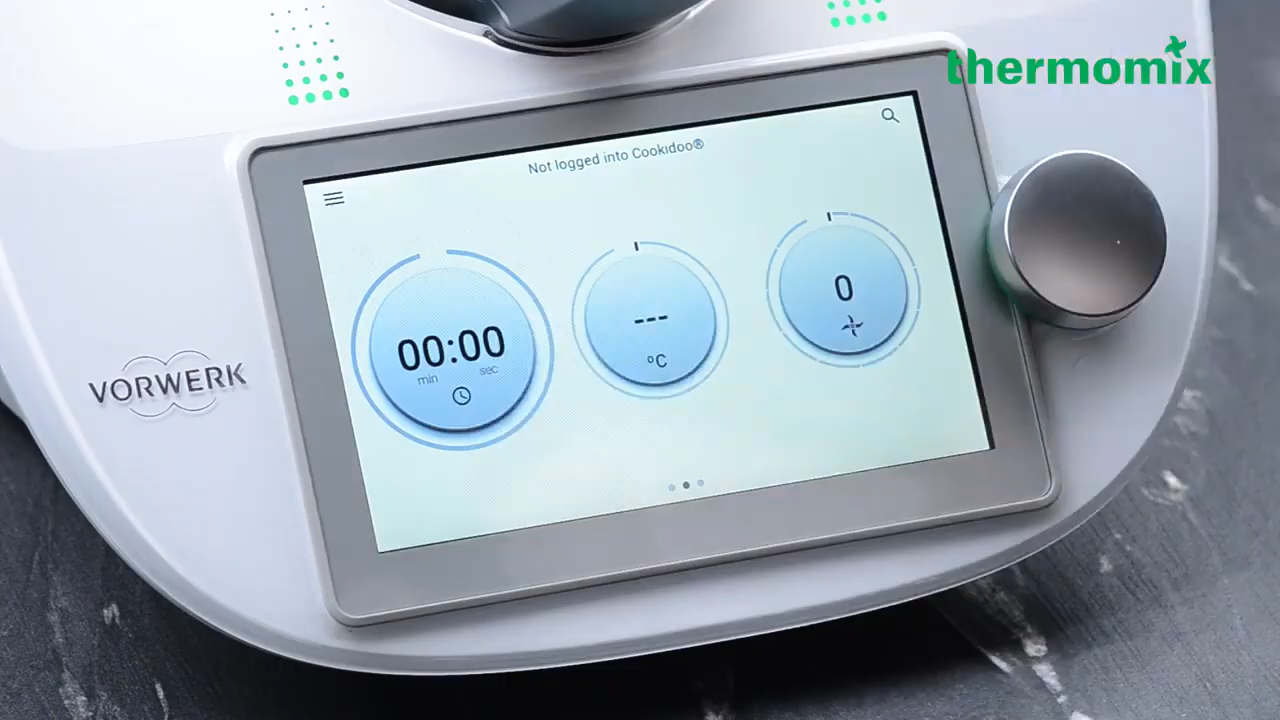 thermomix
Not logged into Cookidoo®
00:00
min sec
---
°C
0
VORWERK